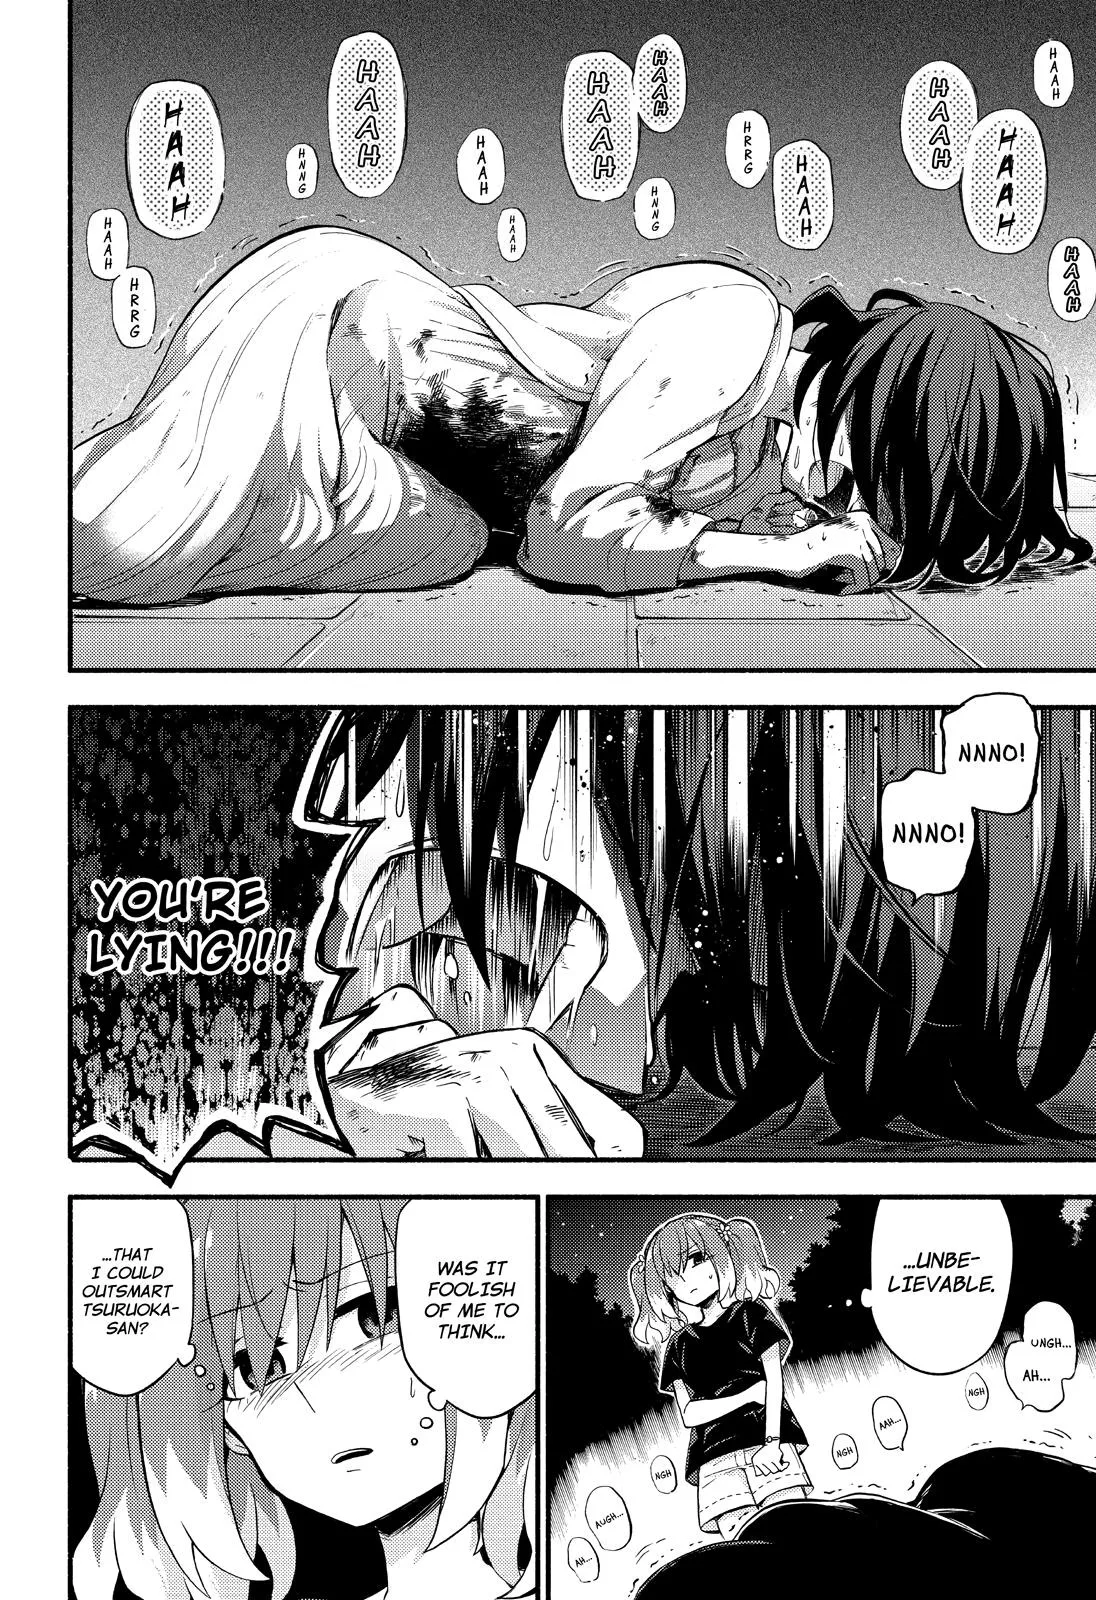 HAAH
HAAH
HAAH
HAAH
HAAH
HAAH
HRRG
HAAH
HAAH
HNNG
HAAH
HAAH
HNNG
HAAH
HAAH
HRRG
NNNO!
NNNO!
YOU'RE
LYING!!!
...UNBE-
LIEVABLE.
UNGH...
AH...
NGH
AAH...
NGH
NGH
AUGH...
AH...
WAS IT
FOOLISH
OF ME TO
THINK...
...THAT
I COULD
OUTSMART
TSURUOKA-
SAN?